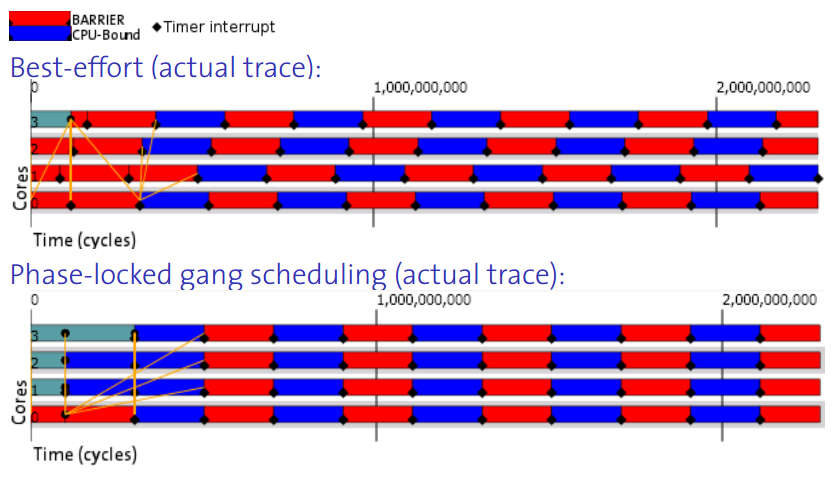 BARRIER
CPU-Bound
Timer interrupt
Best-effort (actual trace):
0 1,000,000,000 2,000,000,000
3
2
1
0
Cores
Time (cycles)
Phase-locked gang scheduling (actual trace):
0 1,000,000,000 2,000,000,000
3
2
1
0
Cores
Time (cycles)